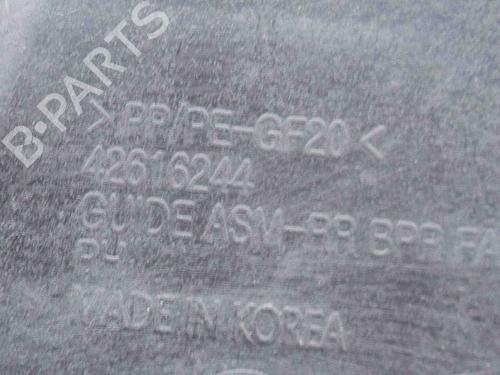 B-PARTS
>PP/PE-GF20<
42616244
GUIDE ASM-RR BPR FA
MADE IN KOREA